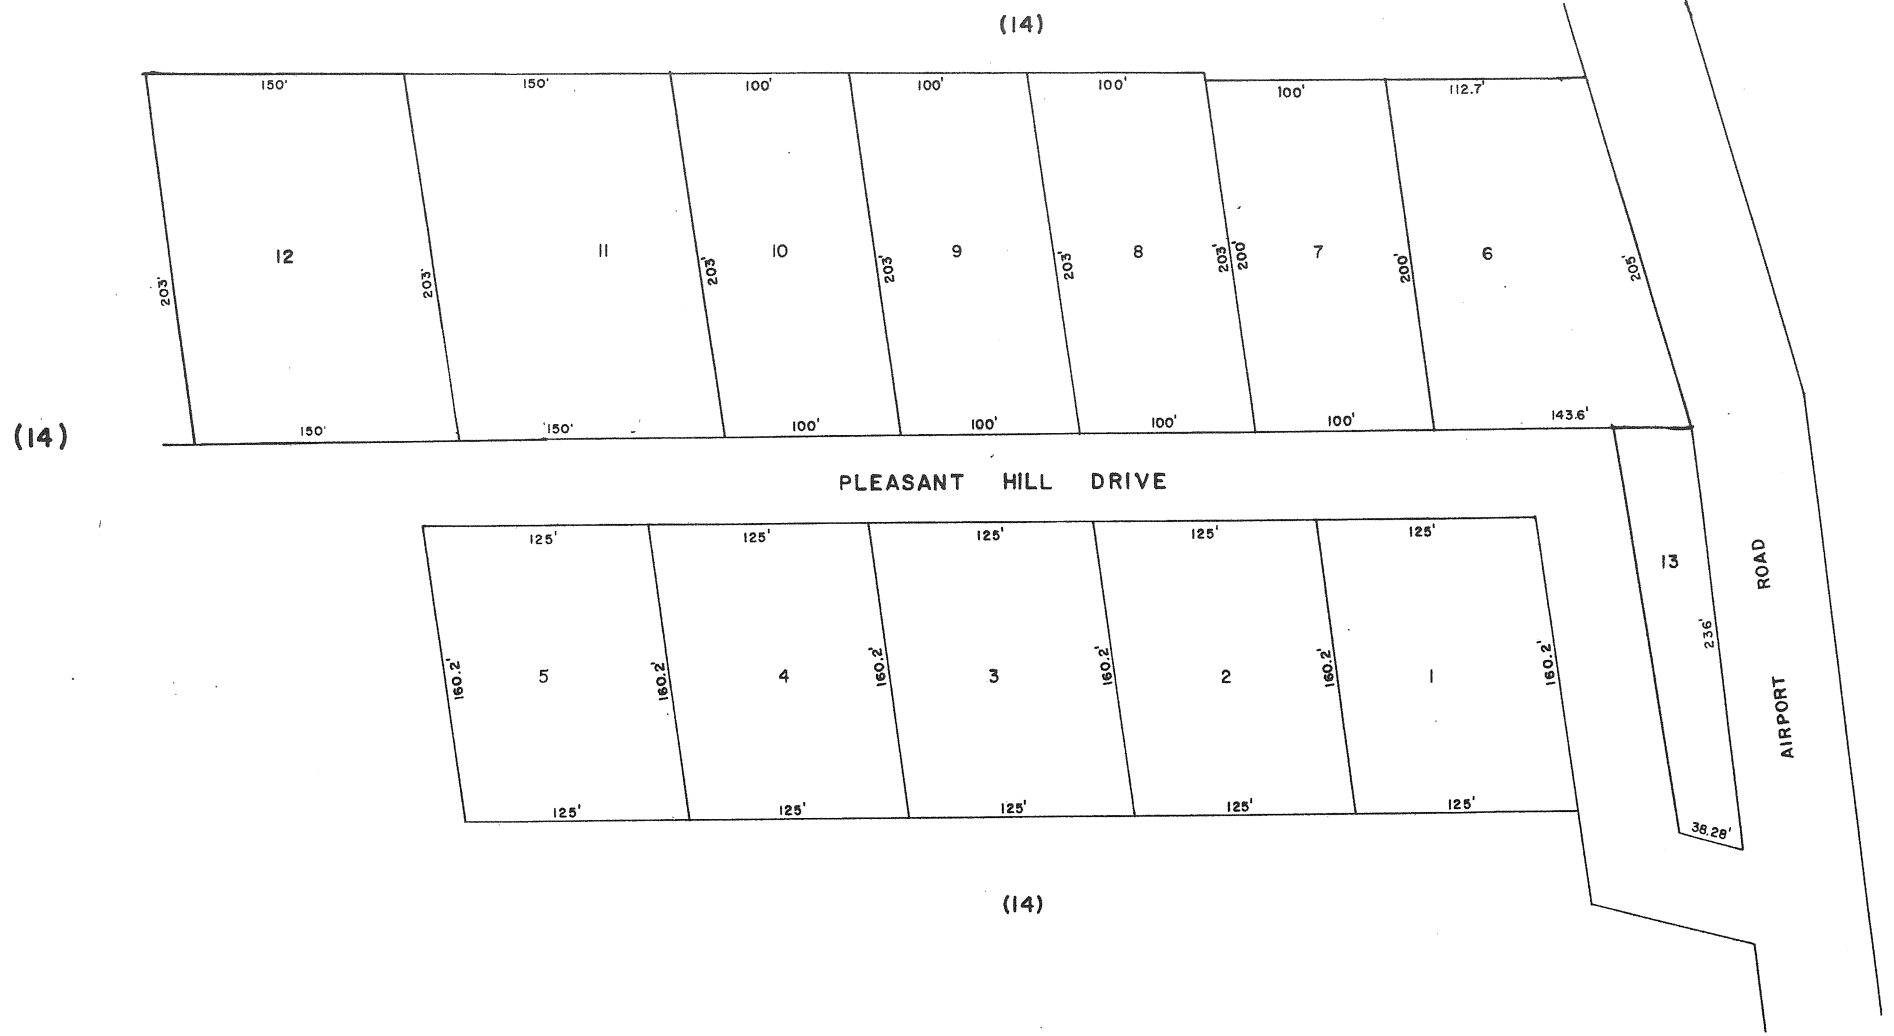 (14)
150' 150' 100' 100' 100' 100' 112.7'
12 11 10 9 8 7 6
203' 203' 203' 203' 203' 203' 200' 200' 205'
150' 150' 100' 100' 100' 100' 143.6'
(14)
PLEASANT HILL DRIVE
125' 125' 125' 125' 125'
13
ROAD
236'
160.2' 5 160.2' 4 160.2' 3 160.2' 2 160.2' 1 160.2'
AIRPORT
125' 125' 125' 125' 125'
38.28'
(14)